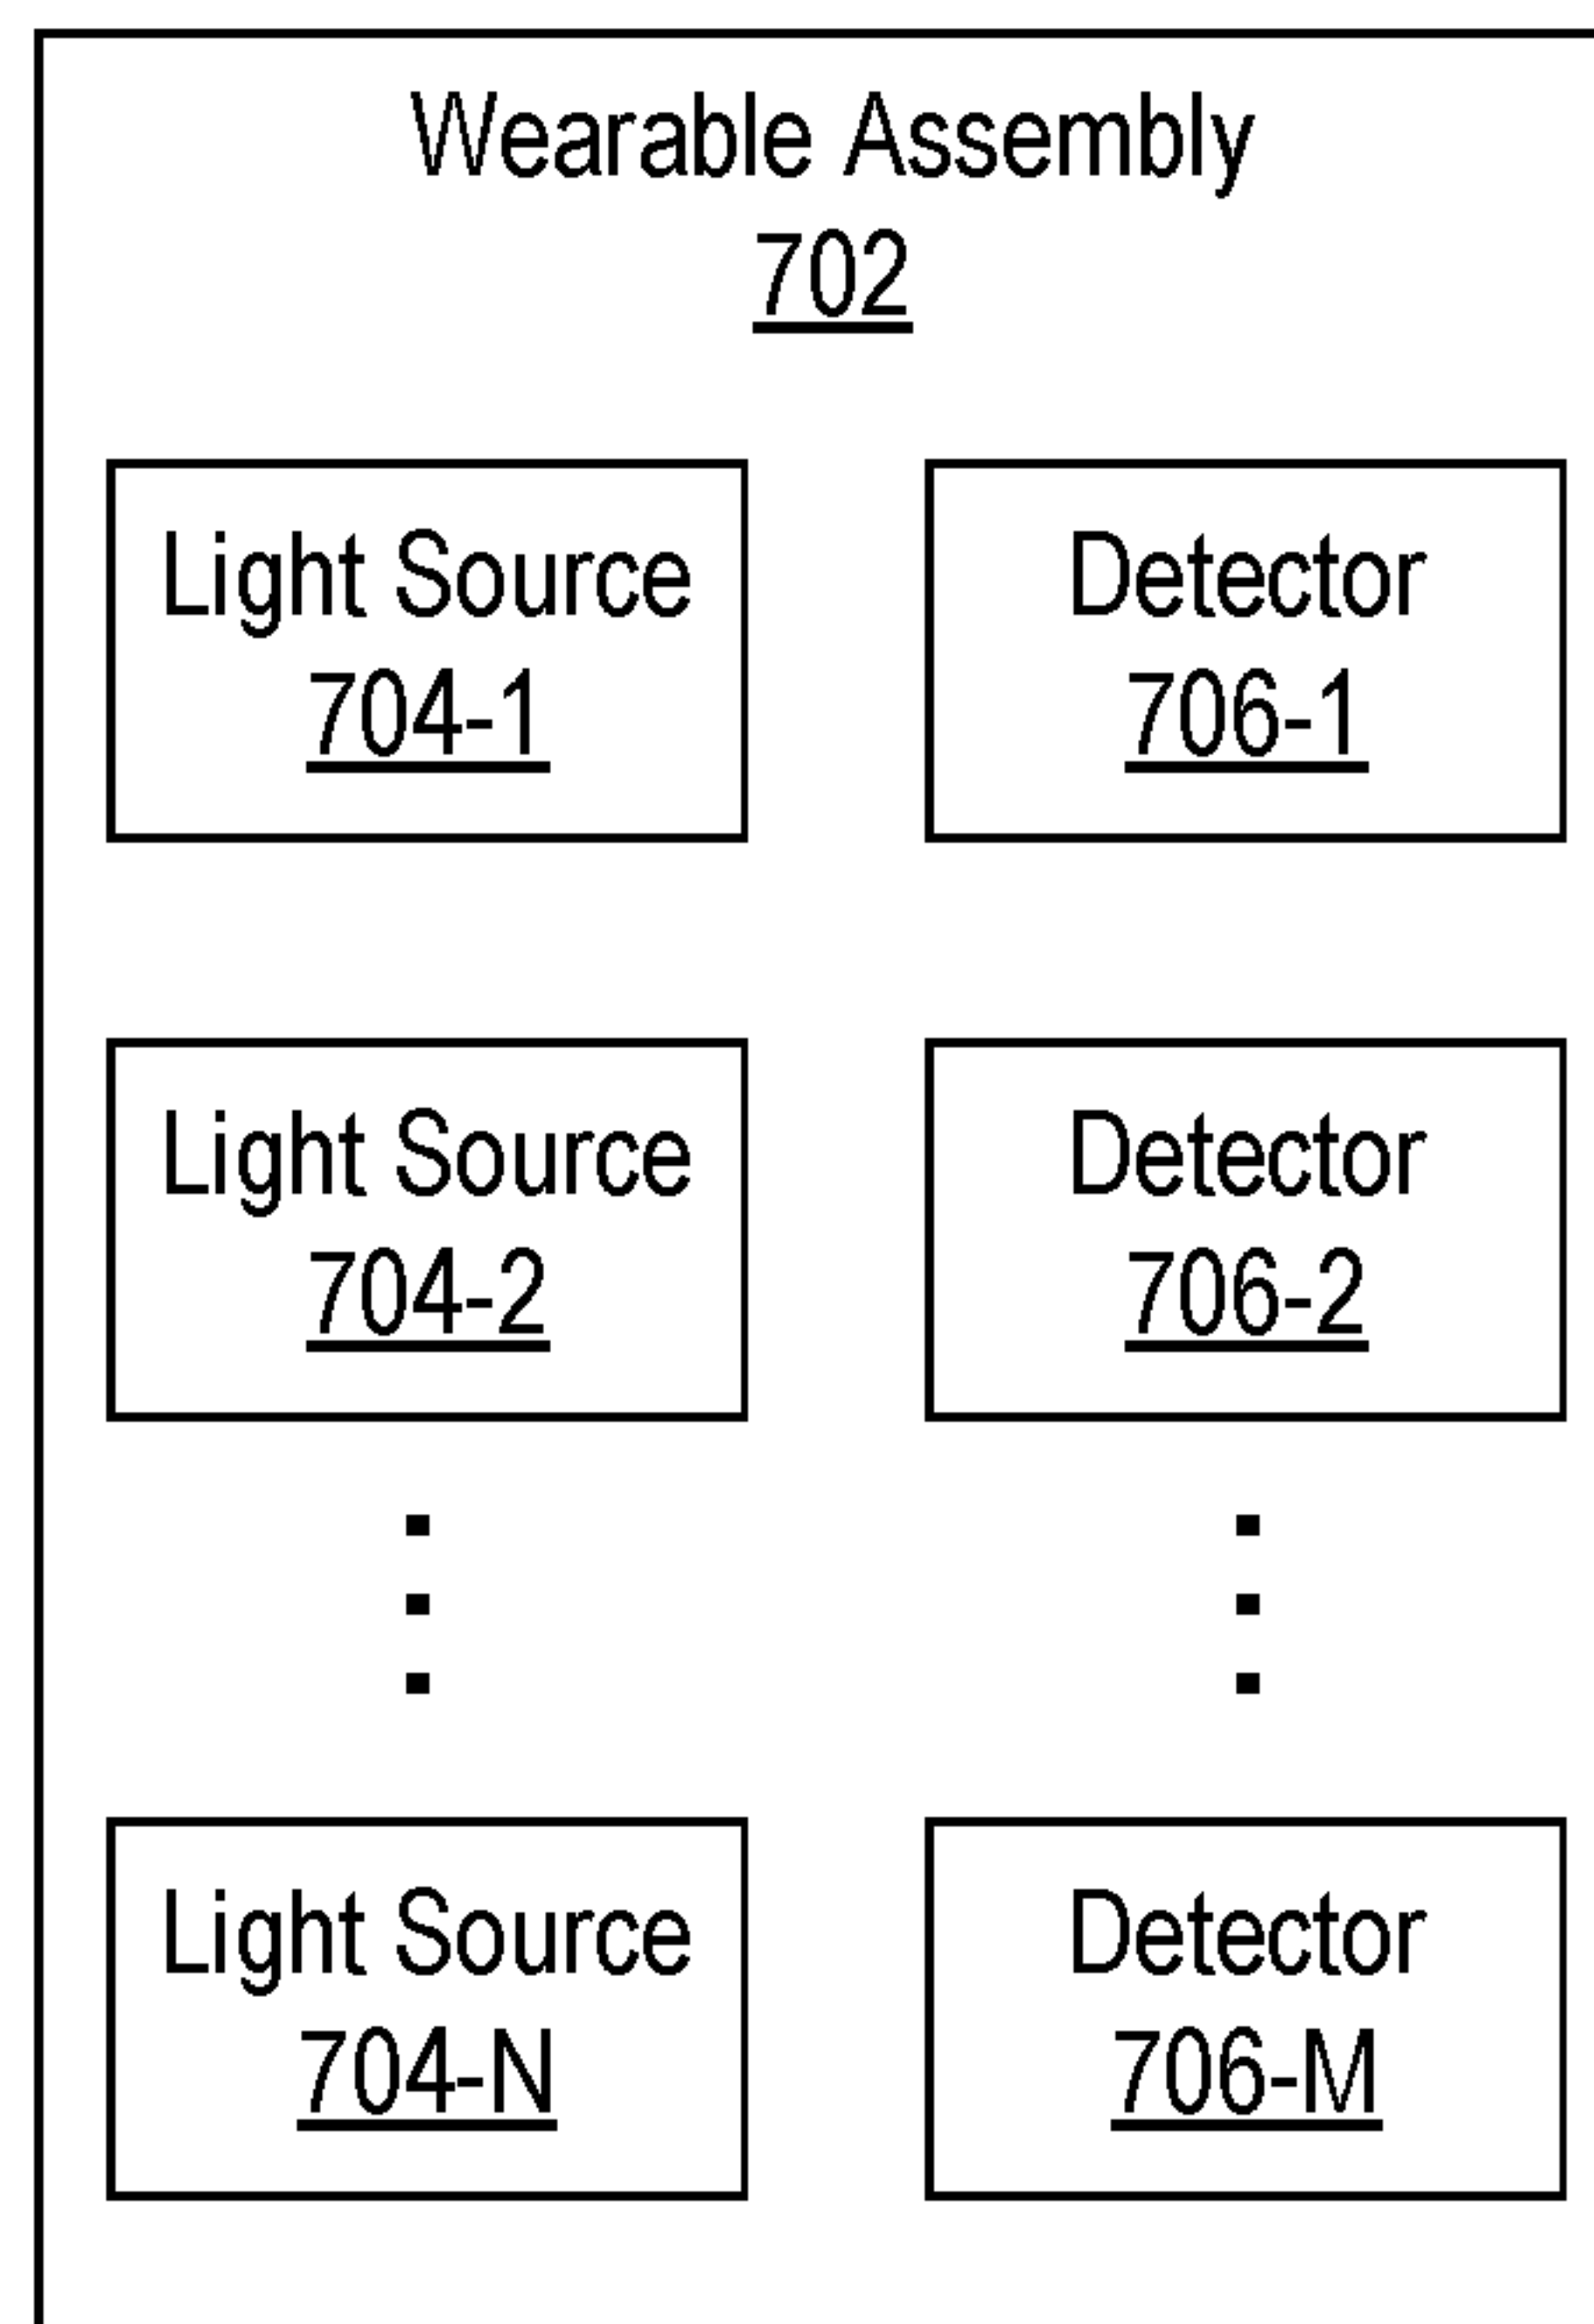 Wearable Assembly
702
Light Source
704-1
Detector
706-1
Light Source
704-2
Detector
706-2
Light Source
704-N
Detector
706-M